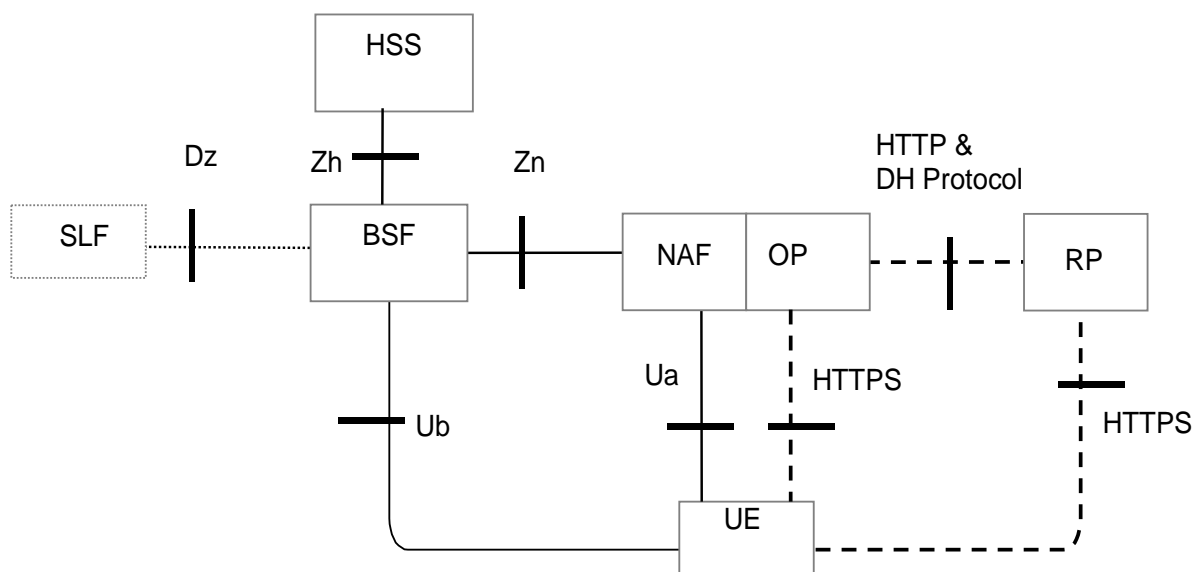 HSS
HTTP &
DH Protocol
Dz
Zh
Zn
SLF
BSF
NAF
OP
RP
Ua
HTTPS
HTTPS
Ub
UE